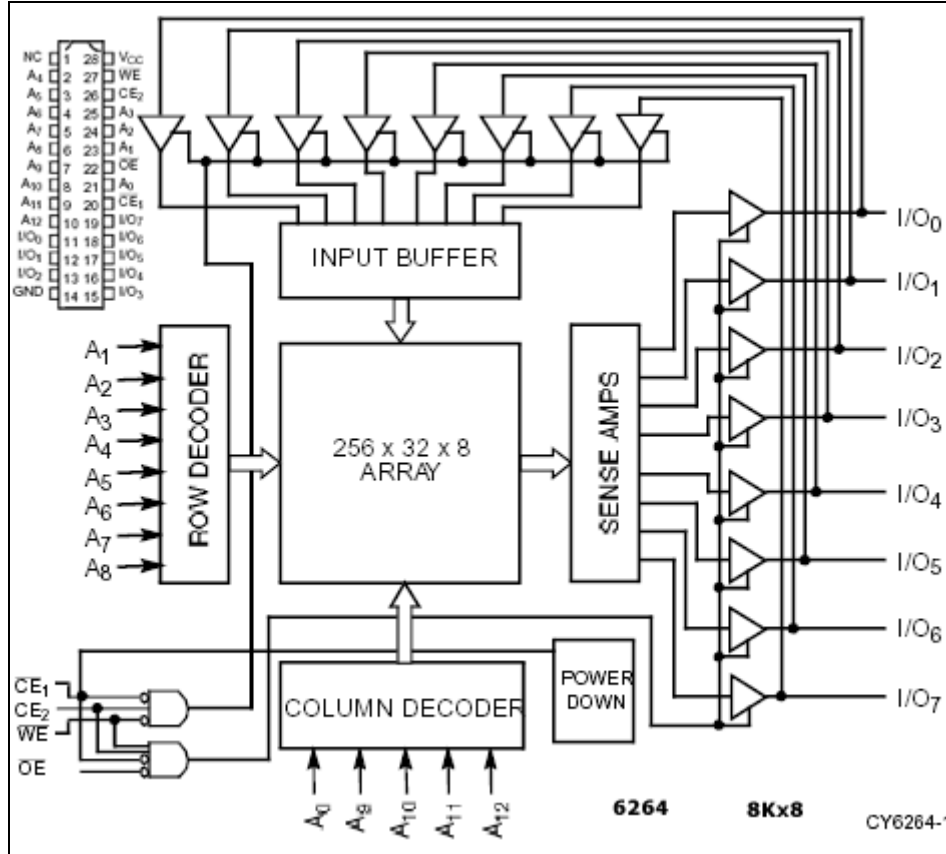 NC 1 28 V_CC
A4 2 27 WE
A5 3 26 CE2
A6 4 25 A3
A7 5 24 A2
A8 6 23 A1
A9 7 22 OE
A10 8 21 A0
A11 9 20 CE1
A12 10 19 I/O7
I/O0 11 18 I/O6
I/O1 12 17 I/O5
I/O2 13 16 I/O4
GND 14 15 I/O3
INPUT BUFFER
A1
A2
A3
A4
A5
A6
A7
A8
ROW DECODER
256 x 32 x 8
ARRAY
SENSE AMPS
I/O0
I/O1
I/O2
I/O3
I/O4
I/O5
I/O6
I/O7
CE1
CE2
WE
OE
COLUMN DECODER
POWER
DOWN
A0
A9
A10
A11
A12
6264 8Kx8
CY6264-1